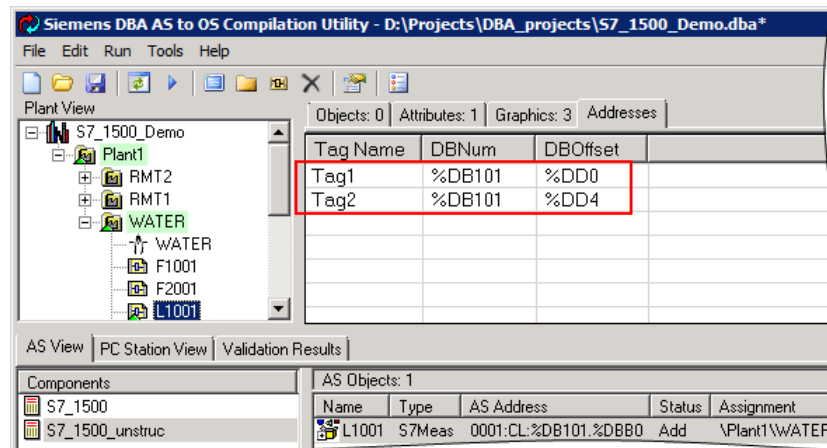 Siemens DBA AS to OS Compilation Utility - D:\Projects\DBA_projects\S7_1500_Demo.dba*
File Edit Run Tools Help
Plant View
Objects: 0 Attributes: 1 Graphics: 3 Addresses
S7_1500_Demo
Plant1
RMT2
RMT1
WATER
WATER
F1001
F2001
L1001
Tag Name DBNum DBOffset
Tag1 %DB101 %DD0
Tag2 %DB101 %DD4
AS View PC Station View Validation Results
Components
S7_1500
S7_1500_unstruc
AS Objects: 1
Name Type AS Address Status Assignment
L1001 S7Meas 0001:CL:%DB101.%DBB0 Add \Plant1\WATER